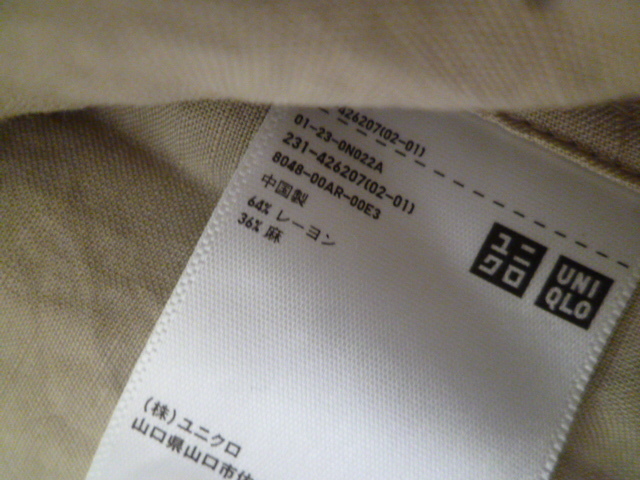 426207(02-01)
01-23-0N022A
231-426207(02-01)
8048-00AR-00E3
中国製
64% レーヨン
36% 麻
ユニ
クロ
UNI
QLO
(株)ユニクロ
山口県山口市佐